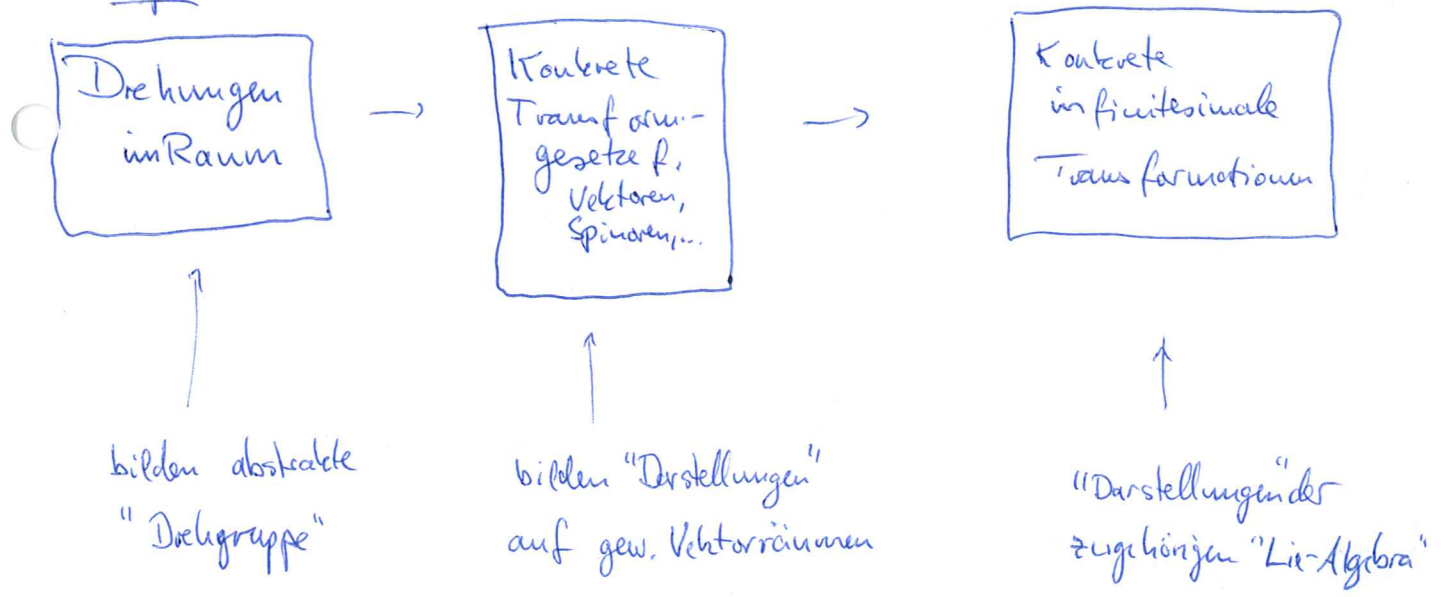 Drehungen
im Raum
Konkrete
Transform.-
gesetze f.
Vektoren,
Spinoren,...
Konkrete
infinitesimale
Transformationen
bilden abstrakte
"Drehgruppe"
bilden "Darstellungen"
auf gew. Vektorräumen
"Darstellungen" der
zugehörigen "Lie-Algebra"